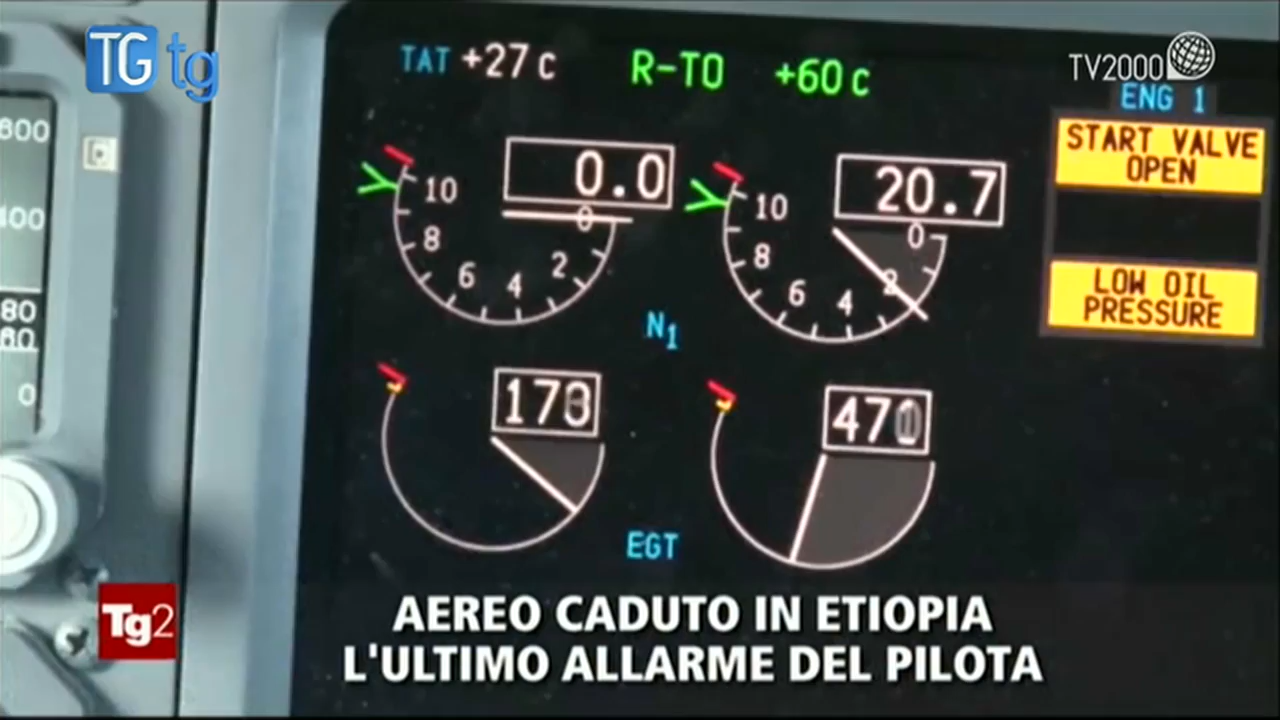 TG tg
TV2000
TAT +27 c
R-TO +60 c
ENG 1
START VALVE
OPEN
LOW OIL
PRESSURE
800
400
80
60
0
10
8
6
4
2
0
0.0
10
8
6
4
2
0
20.7
N1
178
470
EGT
Tg2
AEREO CADUTO IN ETIOPIA
L'ULTIMO ALLARME DEL PILOTA